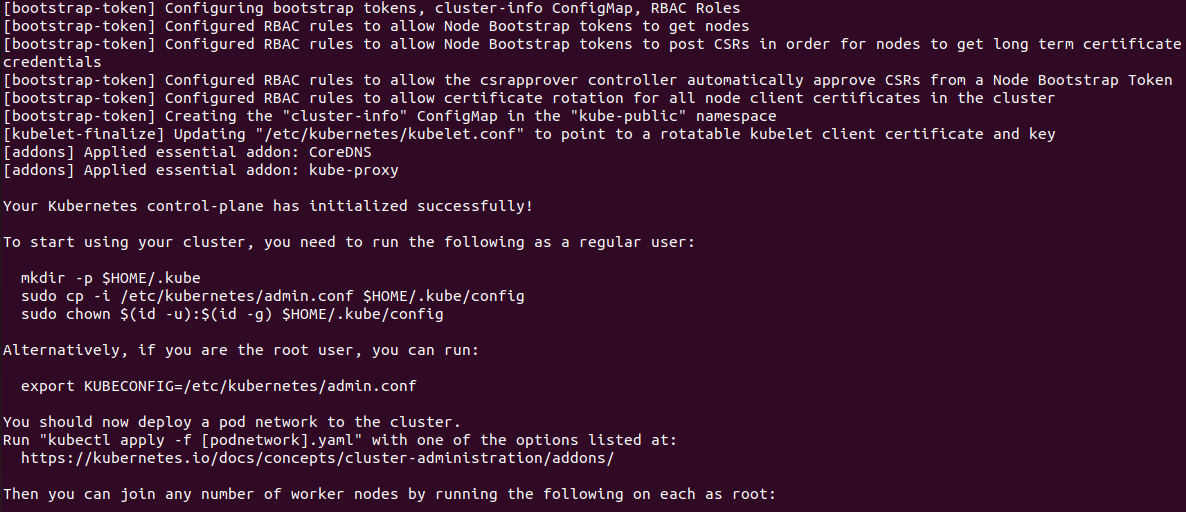 [bootstrap-token] Configuring bootstrap tokens, cluster-info ConfigMap, RBAC Roles
[bootstrap-token] Configured RBAC rules to allow Node Bootstrap tokens to get nodes
[bootstrap-token] Configured RBAC rules to allow Node Bootstrap tokens to post CSRs in order for nodes to get long term certificate
credentials
[bootstrap-token] Configured RBAC rules to allow the csrapprover controller automatically approve CSRs from a Node Bootstrap Token
[bootstrap-token] Configured RBAC rules to allow certificate rotation for all node client certificates in the cluster
[bootstrap-token] Creating the "cluster-info" ConfigMap in the "kube-public" namespace
[kubelet-finalize] Updating "/etc/kubernetes/kubelet.conf" to point to a rotatable kubelet client certificate and key
[addons] Applied essential addon: CoreDNS
[addons] Applied essential addon: kube-proxy

Your Kubernetes control-plane has initialized successfully!

To start using your cluster, you need to run the following as a regular user:

  mkdir -p $HOME/.kube
  sudo cp -i /etc/kubernetes/admin.conf $HOME/.kube/config
  sudo chown $(id -u):$(id -g) $HOME/.kube/config

Alternatively, if you are the root user, you can run:

  export KUBECONFIG=/etc/kubernetes/admin.conf

You should now deploy a pod network to the cluster.
Run "kubectl apply -f [podnetwork].yaml" with one of the options listed at:
  https://kubernetes.io/docs/concepts/cluster-administration/addons/

Then you can join any number of worker nodes by running the following on each as root: